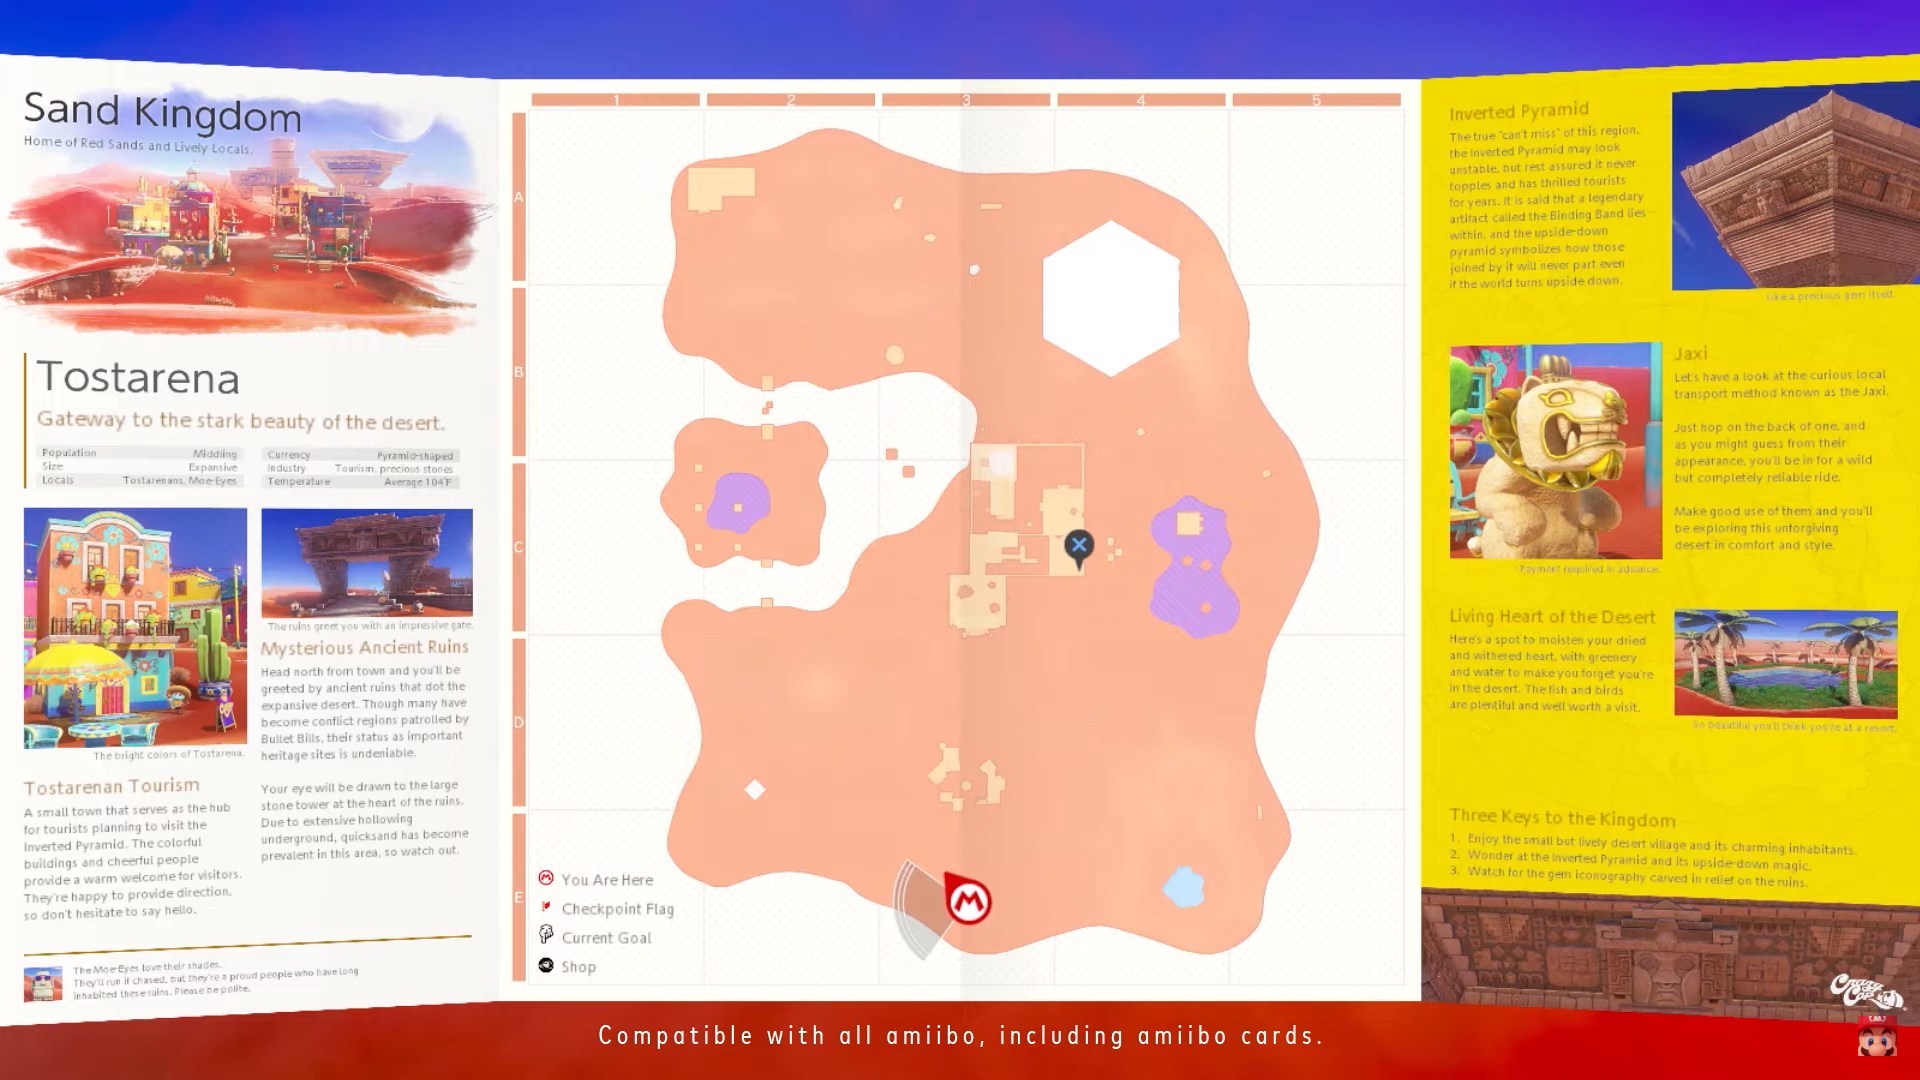 Sand Kingdom
Home of Red Sands and Lively Locals.
Tostarena
Gateway to the stark beauty of the desert.
Population Middling
Size Expansive
Locals Tostarenans, Moe-Eyes
Currency Pyramid-shaped
Industry Tourism, precious stones
Temperature Average 104°F
The bright colors of Tostarena.
Tostarenan Tourism
A small town that serves as the hub
for tourists planning to visit the
Inverted Pyramid. The colorful
buildings and cheerful people
provide a warm welcome for visitors.
They're happy to provide direction,
so don't hesitate to say hello.
The ruins greet you with an impressive gate.
Mysterious Ancient Ruins
Head north from town and you'll be
greeted by ancient ruins that dot the
expansive desert. Though many have
become conflict regions patrolled by
Bullet Bills, their status as important
heritage sites is undeniable.
Your eye will be drawn to the large
stone tower at the heart of the ruins.
Due to extensive hollowing
underground, quicksand has become
prevalent in this area, so watch out.
The Moe-Eyes love their shades.
They'll run if chased, but they're a proud people who have long
inhabited these ruins. Please be polite.
1 2 3 4 5
A
B
C
D
E
You Are Here
Checkpoint Flag
Current Goal
Shop
Inverted Pyramid
The true "can't miss" of this region,
the Inverted Pyramid may look
unstable, but rest assured it never
topples and has thrilled tourists
for years. It is said that a legendary
artifact called the Binding Band lies
within, and the upside-down
pyramid symbolizes how those
joined by it will never part even
if the world turns upside down.
Like a precious gem itself.
Jaxi
Let's have a look at the curious local
transport method known as the Jaxi.
Just hop on the back of one, and
as you might guess from their
appearance, you'll be in for a wild
but completely reliable ride.
Make good use of them and you'll
be exploring this unforgiving
desert in comfort and style.
Payment required in advance.
Living Heart of the Desert
Here's a spot to moisten your dried
and withered heart, with greenery
and water to make you forget you're
in the desert. The fish and birds
are plentiful and well worth a visit.
So beautiful you'll think you're at a resort.
Three Keys to the Kingdom
1. Enjoy the small but lively desert village and its charming inhabitants.
2. Wonder at the Inverted Pyramid and its upside-down magic.
3. Watch for the gem iconography carved in relief on the ruins.
Crazy Cap
Compatible with all amiibo, including amiibo cards.